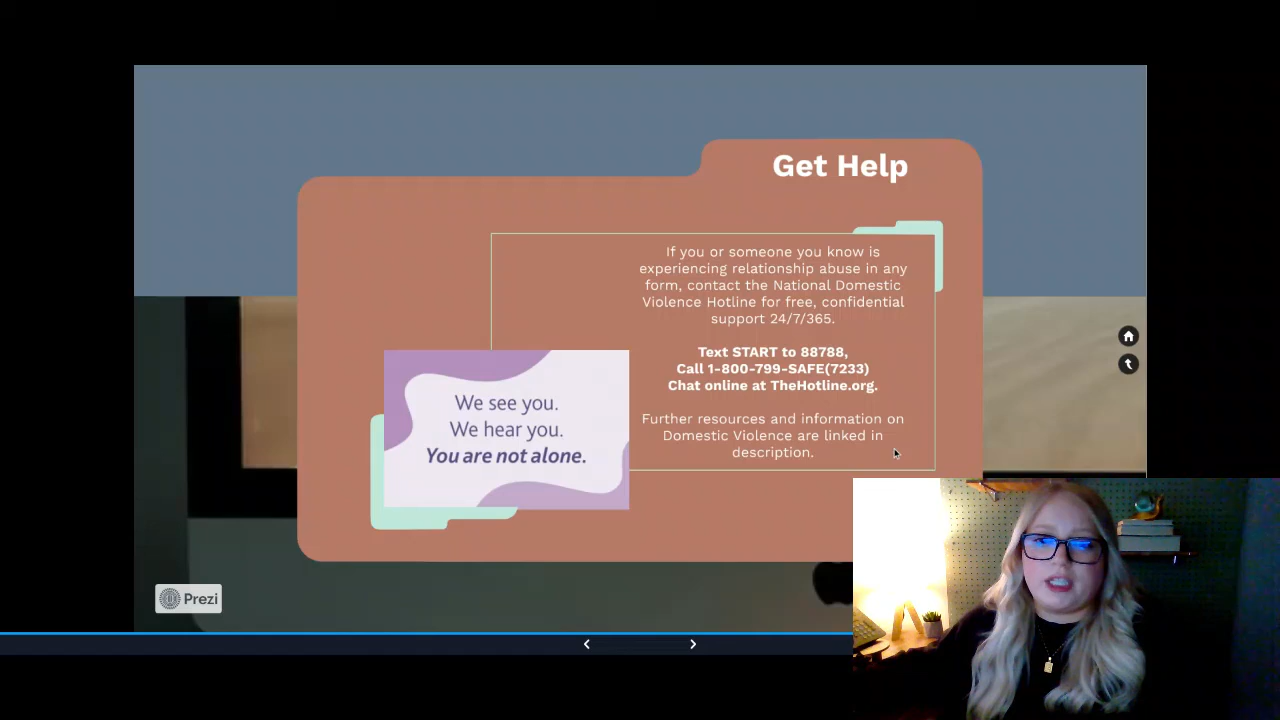 Get Help
If you or someone you know is
experiencing relationship abuse in any
form, contact the National Domestic
Violence Hotline for free, confidential
support 24/7/365.
Text START to 88788,
Call 1-800-799-SAFE(7233)
Chat online at TheHotline.org.
Further resources and information on
Domestic Violence are linked in
description.
We see you.
We hear you.
You are not alone.
Prezi